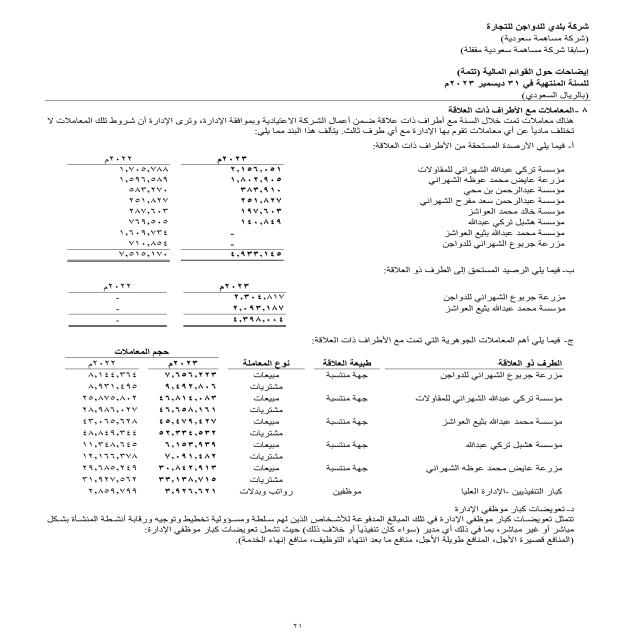 شركة بلدي للدواجن للتجارة
(شركة مساهمة سعودية)
(سابقا شركة مساهمة سعودية مقفلة)
إيضاحات حول القوائم المالية (تتمة)
للسنة المنتهية في ٣١ ديسمبر ٢٠٢٣م
(بالريال السعودي)
٨ -المعاملات مع الأطراف ذات العلاقة
هناك معاملات تمت خلال السنة مع أطراف ذات علاقة ضمن أعمال الشركة الاعتيادية وبموافقة الإدارة، وترى الإدارة أن شروط تلك المعاملات لا
تختلف مادياً عن أي معاملات تقوم بها الإدارة مع أي طرف ثالث. يتألف هذا البند مما يلي:
أ- فيما يلي الأرصدة المستحقة من الأطراف ذات العلاقة:
٢٠٢٣م ٢٠٢٢م
مؤسسة تركي عبدالله الشهراني للمقاولات ٢,١٥٦,٠٥١ ١,٧٠٥,٧٨٨
مزرعة عايض محمد عوظه الشهراني ١,٨٠٢,٩٠٥ ١,٥٩٦,٥٨٩
مؤسسة عبدالرحمن بن محي ٣٨٣,٩١٠ ٥٨٣,٢٧٠
مؤسسة عبدالرحمن سعد مفرح الشهراني ٢٥١,٨٢٧ ٢٥١,٨٢٧
مؤسسة خالد محمد العواشز ١٩٧,٦٠٣ ٢٨٧,٦٠٣
مؤسسة هشبل تركي عبدالله ١٤٠,٨٤٩ ٧٦٩,٥٠٥
مؤسسة محمد عبدالله بثيع العواشز - ١,٦٠٩,٧٣٤
مزرعة جربوع الشهراني للدواجن - ٧١٠,٨٥٤
٤,٩٣٣,١٤٥ ٧,٥١٥,١٧٠
ب- فيما يلي الرصيد المستحق إلى الطرف ذو العلاقة:
٢٠٢٣م ٢٠٢٢م
مزرعة جربوع الشهراني للدواجن ٢,٣٠٤,٨١٧ -
مؤسسة محمد عبدالله بثيع العواشز ٢,٠٩٣,١٨٧ -
٤,٣٩٨,٠٠٤ -
ج- فيما يلي أهم المعاملات الجوهرية التي تمت مع الأطراف ذات العلاقة:
حجم المعاملات
الطرف ذو العلاقة طبيعة العلاقة نوع المعاملة ٢٠٢٣م ٢٠٢٢م
مزرعة جربوع الشهراني للدواجن جهة منتسبة مبيعات ٧,٦٥٦,٢٢٣ ٨,١٤٤,٣٦٤
مشتريات ٩,٤٩٢,٨٠٦ ٨,٩٣١,٤٩٥
مؤسسة تركي عبدالله الشهراني للمقاولات جهة منتسبة مبيعات ٤٦,٨١٤,٠٨٣ ٢٥,٨٧٥,٨٠٢
مشتريات ٤٦,٦٥٨,١٦١ ٢٨,٩٨٦,٠٢٧
مؤسسة محمد عبدالله بثيع العواشز جهة منتسبة مبيعات ٤٥,٤٧٩,٤٢٧ ٤٣,٠٦٥,٦٢٨
مشتريات ٥٢,٣٣٤,٥٣٢ ٤٨,٨٤٩,٣٤٤
مؤسسة هشبل تركي عبدالله جهة منتسبة مبيعات ٦,١٥٣,٩٣٩ ١١,٣٤٨,٦٤٥
مشتريات ٧,٠٩١,٤٨٢ ١٢,١٦٦,٣٧٨
مزرعة عايض محمد عوظه الشهراني جهة منتسبة مبيعات ٣٠,٨٤٢,٩١٣ ٢٩,٦٨٥,٢٤٩
مشتريات ٣٣,١٣٨,٧١٥ ٣١,٩٢٧,٥٦٢
كبار التنفيذيين -الإدارة العليا موظفين رواتب وبدلات ٣,٩٢٦,٦٢١ ٢,٨٥٩,٧٩٩
د- تعويضات كبار موظفي الإدارة
تتمثل تعويضات كبار موظفي الإدارة في تلك المبالغ المدفوعة للأشخاص الذين لهم سلطة ومسؤولية تخطيط وتوجيه ورقابة أنشطة المنشأة بشكل
مباشر أو غير مباشر، بما في ذلك أي مدير (سواء كان تنفيذياً أو خلاف ذلك) حيث تشمل تعويضات كبار موظفي الإدارة:
(المنافع قصيرة الأجل، المنافع طويلة الأجل، منافع ما بعد انتهاء التوظيف، منافع إنهاء الخدمة).
٢١